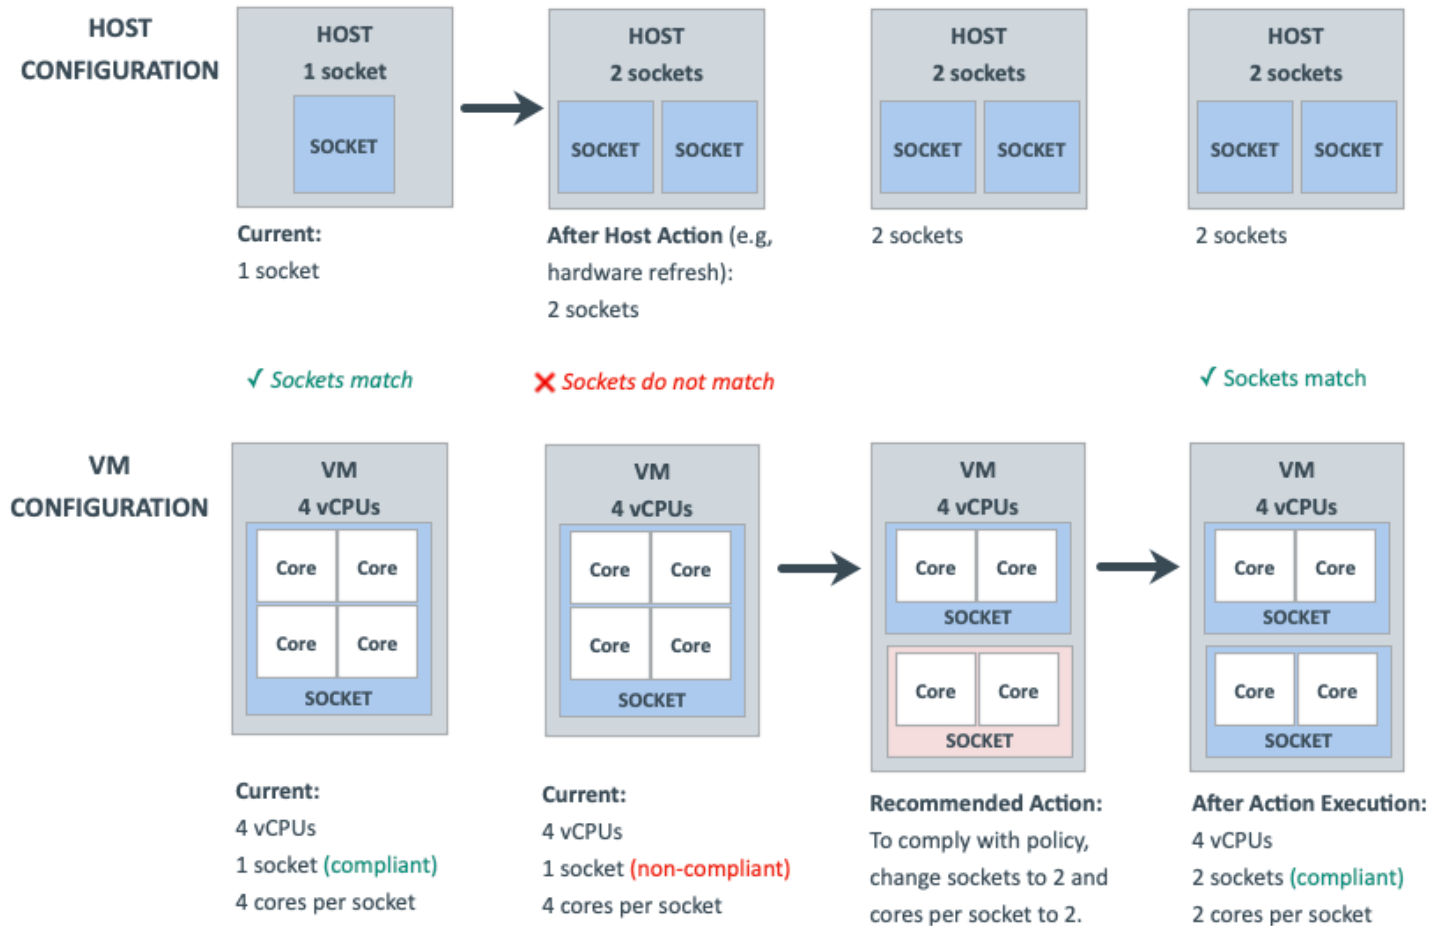 HOST
CONFIGURATION
HOST
1 socket
SOCKET
Current:
1 socket
HOST
2 sockets
SOCKET SOCKET
After Host Action (e.g,
hardware refresh):
2 sockets
HOST
2 sockets
SOCKET SOCKET
2 sockets
HOST
2 sockets
SOCKET SOCKET
2 sockets
✓ Sockets match
❌ Sockets do not match
✓ Sockets match
VM
CONFIGURATION
VM
4 vCPUs
Core Core
Core Core
SOCKET
Current:
4 vCPUs
1 socket (compliant)
4 cores per socket
VM
4 vCPUs
Core Core
Core Core
SOCKET
Current:
4 vCPUs
1 socket (non-compliant)
4 cores per socket
VM
4 vCPUs
Core Core
SOCKET
Core Core
SOCKET
Recommended Action:
To comply with policy,
change sockets to 2 and
cores per socket to 2.
VM
4 vCPUs
Core Core
SOCKET
Core Core
SOCKET
After Action Execution:
4 vCPUs
2 sockets (compliant)
2 cores per socket